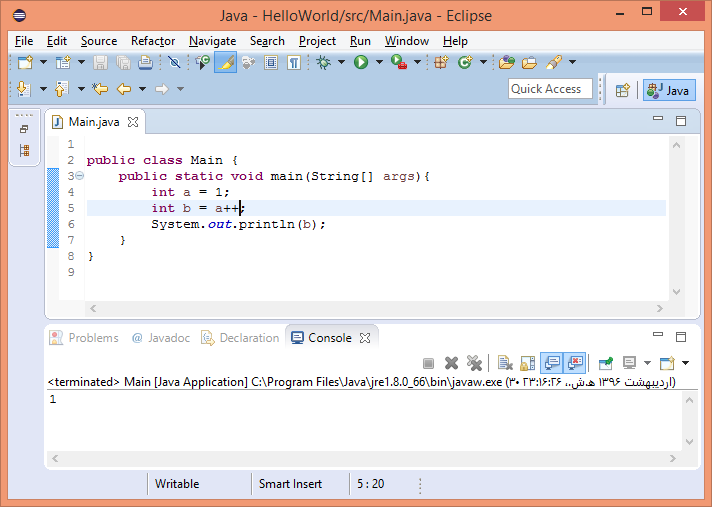 Java - HelloWorld/src/Main.java - Eclipse
File Edit Source Refactor Navigate Search Project Run Window Help
Quick Access Java
Main.java
1
2 public class Main {
3 public static void main(String[] args){
4 int a = 1;
5 int b = a++;
6 System.out.println(b);
7 }
8 }
9
Problems @ Javadoc Declaration Console
<terminated> Main [Java Application] C:\Program Files\Java\jre1.8.0_66\bin\javaw.exe (۳۰ اردیبهشت ۱۳۹۶ ه‍.ش.،‏ ۲۳:۱۶:۲۶)
1
Writable Smart Insert 5 : 20